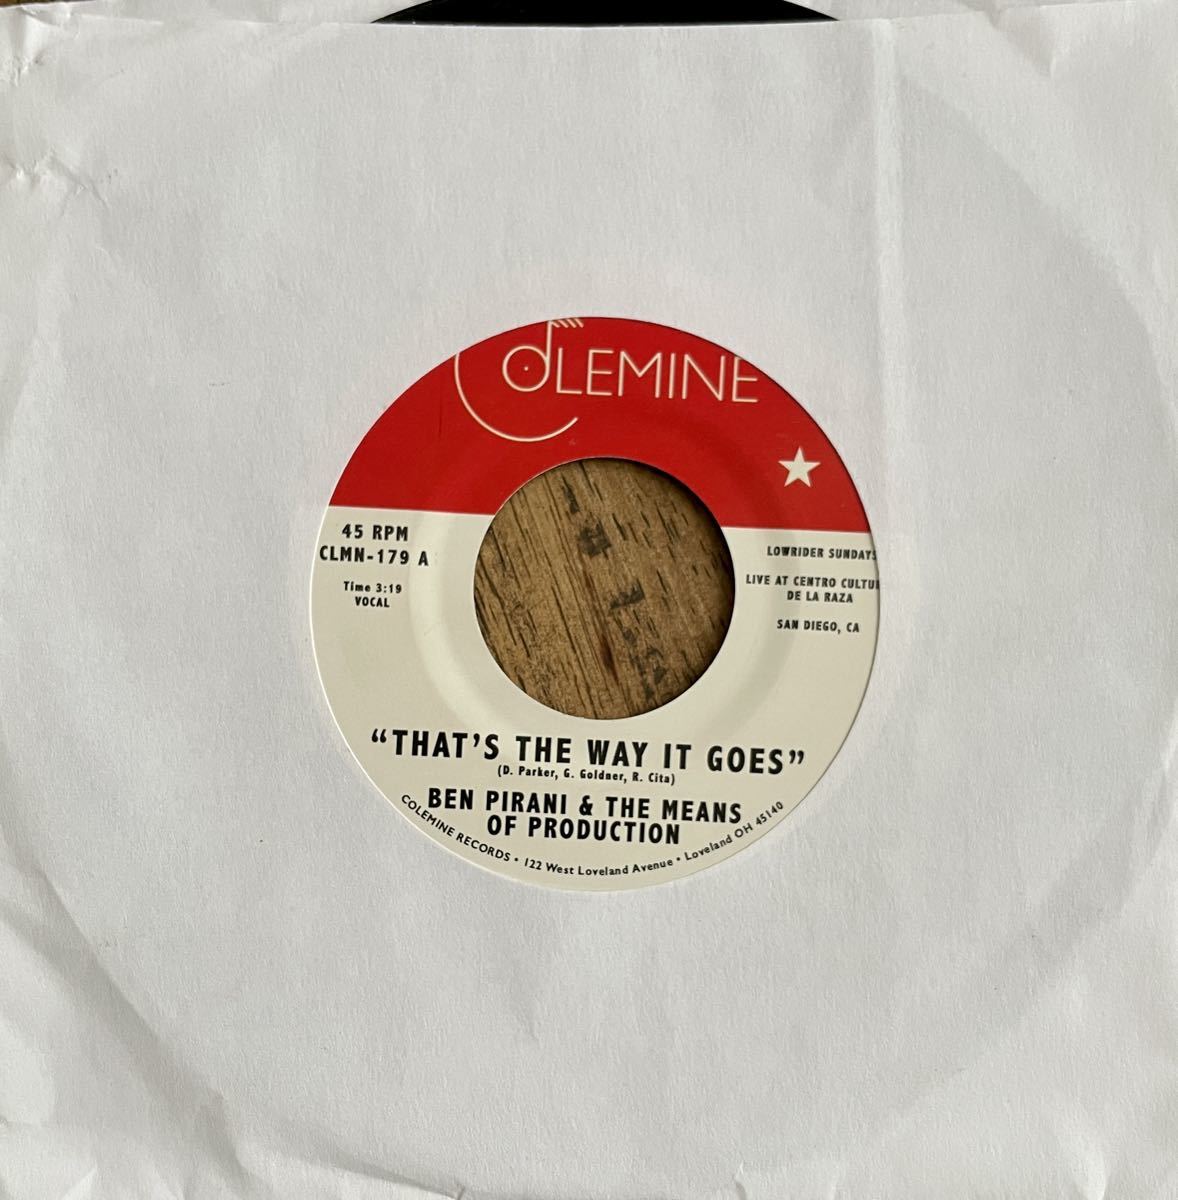 COLEMINE
45 RPM
CLMN-179 A
Time 3:19
VOCAL
LOWRIDER SUNDAYS
LIVE AT CENTRO CULTU
DE LA RAZA
SAN DIEGO, CA
“THAT'S THE WAY IT GOES”
(D. Parker, G. Goldner, R. Cita)
BEN PIRANI & THE MEANS
OF PRODUCTION
COLEMINE RECORDS • 122 West Loveland Avenue • Loveland OH 45140